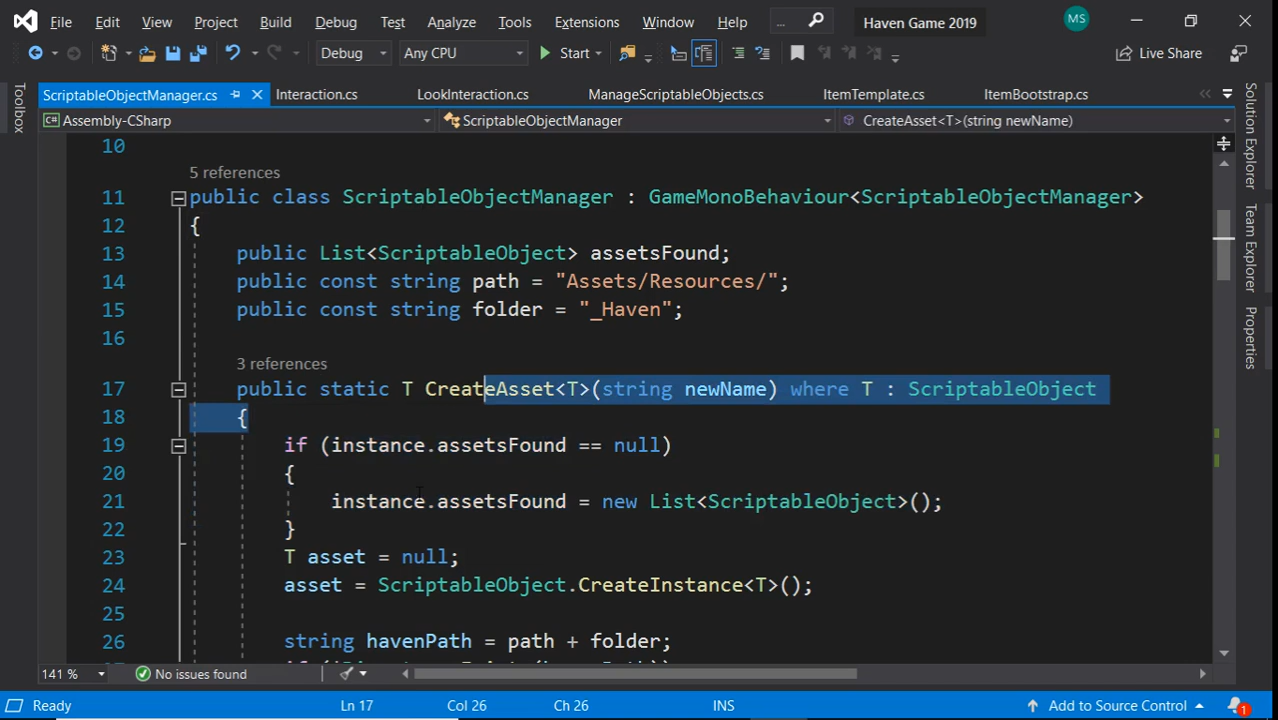 File Edit View Project Build Debug Test Analyze Tools Extensions Window Help ... Haven Game 2019 MS
Debug Any CPU Start Live Share
ScriptableObjectManager.cs Interaction.cs LookInteraction.cs ManageScriptableObjects.cs ItemTemplate.cs ItemBootstrap.cs
Assembly-CSharp ScriptableObjectManager CreateAsset<T>(string newName)
Toolbox
Solution Explorer
Team Explorer
Properties
10
5 references
11 public class ScriptableObjectManager : GameMonoBehaviour<ScriptableObjectManager>
12 {
13 public List<ScriptableObject> assetsFound;
14 public const string path = "Assets/Resources/";
15 public const string folder = "_Haven";
16
3 references
17 public static T CreateAsset<T>(string newName) where T : ScriptableObject
18 {
19 if (instance.assetsFound == null)
20 {
21 instance.assetsFound = new List<ScriptableObject>();
22 }
23 T asset = null;
24 asset = ScriptableObject.CreateInstance<T>();
25
26 string havenPath = path + folder;
141 % No issues found
Ready Ln 17 Col 26 Ch 26 INS Add to Source Control 1